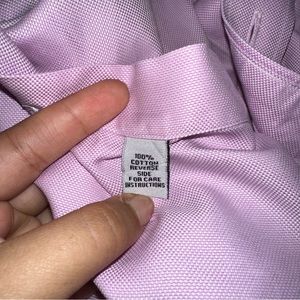 100%
COTTON
REVERSE
SIDE
FOR CARE
INSTRUCTIONS